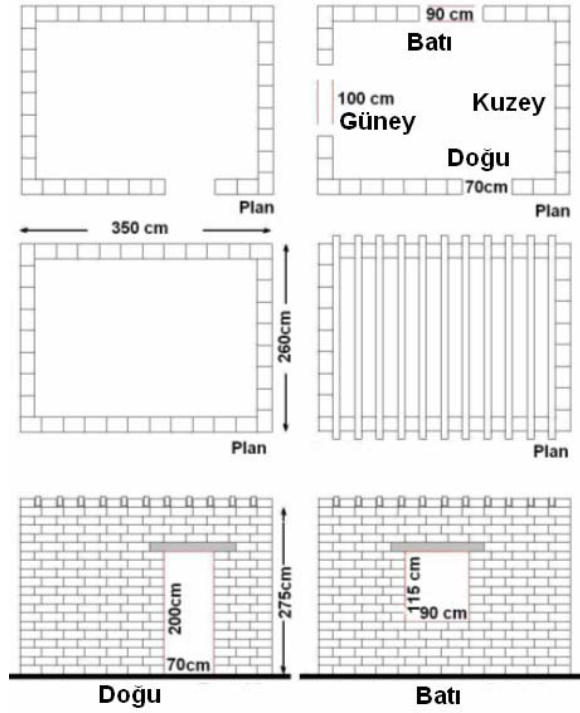 90 cm
Batı
100 cm
Kuzey
Güney
Doğu
70cm
Plan
Plan
350 cm
260cm
Plan
Plan
200cm
275cm
115 cm
90 cm
70cm
Doğu
Batı